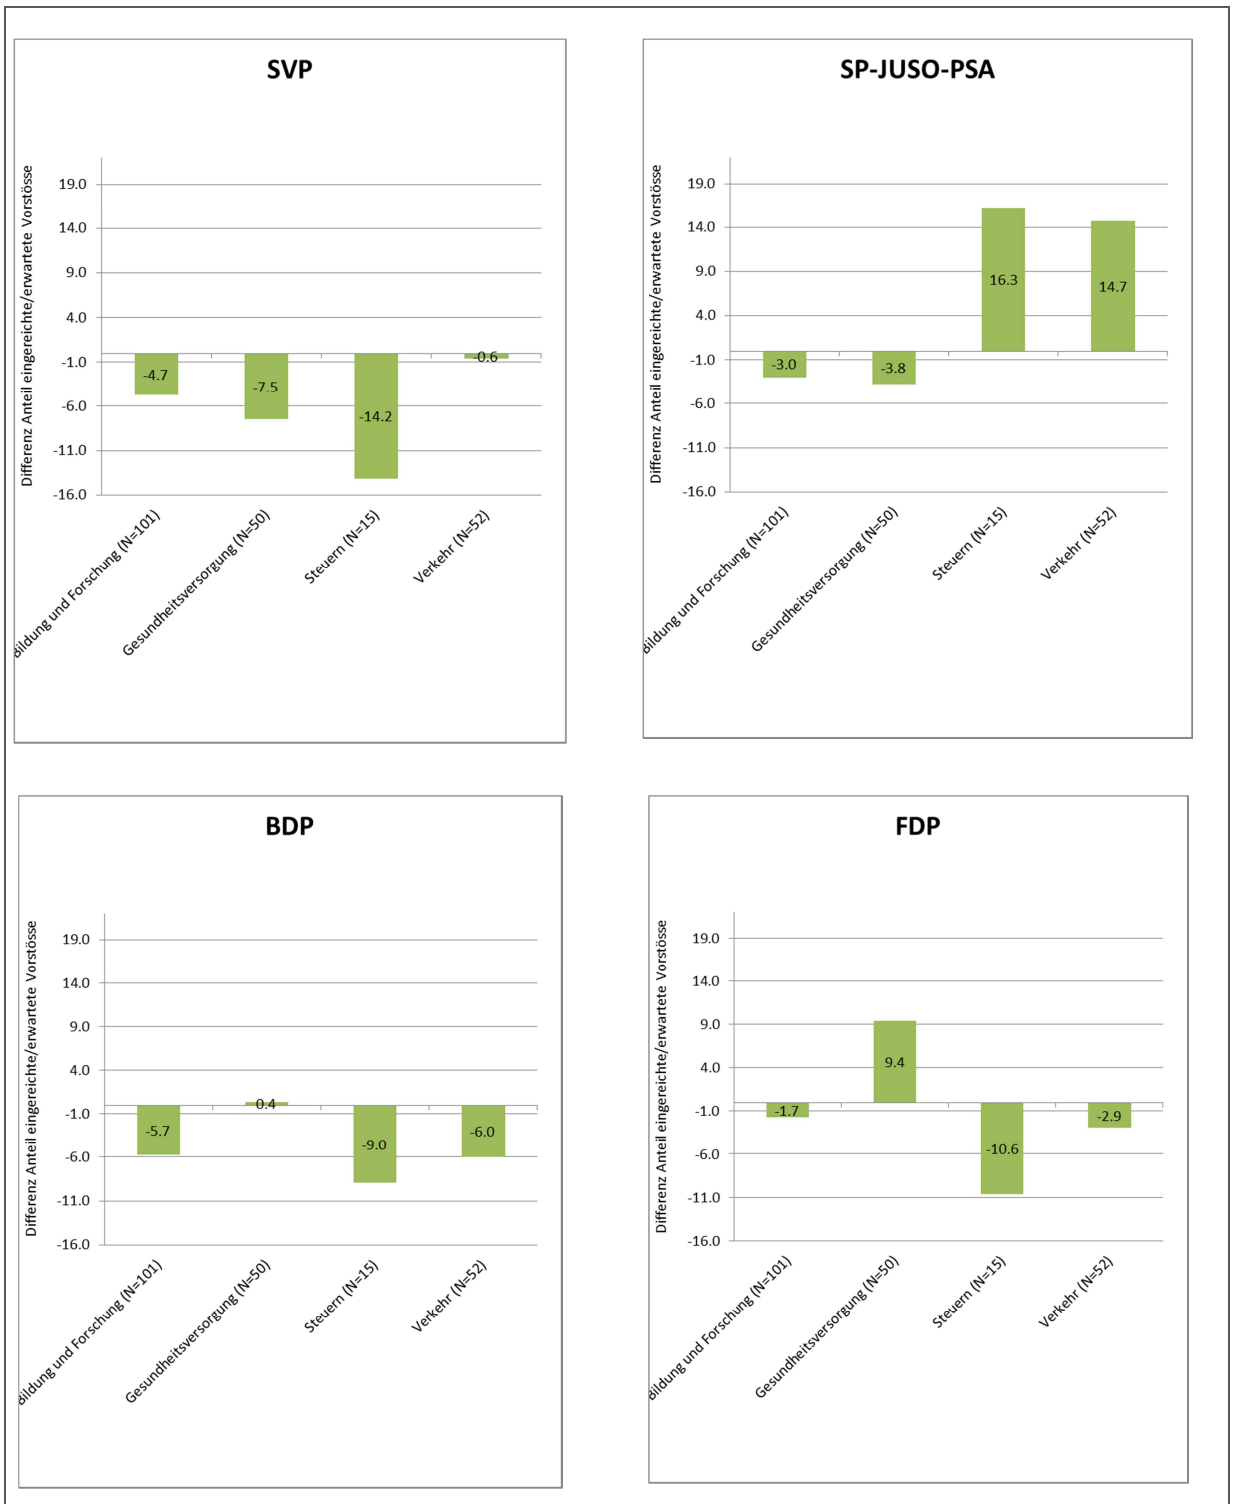 SVP
Differenz Anteil eingereichte/erwartete Vorstösse
19.0
14.0
9.0
4.0
-1.0
-6.0
-11.0
-16.0
-4.7
-7.5
-14.2
-0.6
Bildung und Forschung (N=101)
Gesundheitsversorgung (N=50)
Steuern (N=15)
Verkehr (N=52)
SP-JUSO-PSA
Differenz Anteil eingereichte/erwartete Vorstösse
19.0
14.0
9.0
4.0
-1.0
-6.0
-11.0
-16.0
-3.0
-3.8
16.3
14.7
Bildung und Forschung (N=101)
Gesundheitsversorgung (N=50)
Steuern (N=15)
Verkehr (N=52)
BDP
Differenz Anteil eingereichte/erwartete Vorstösse
19.0
14.0
9.0
4.0
-1.0
-6.0
-11.0
-16.0
-5.7
0.4
-9.0
-6.0
Bildung und Forschung (N=101)
Gesundheitsversorgung (N=50)
Steuern (N=15)
Verkehr (N=52)
FDP
Differenz Anteil eingereichte/erwartete Vorstösse
19.0
14.0
9.0
4.0
-1.0
-6.0
-11.0
-16.0
-1.7
9.4
-10.6
-2.9
Bildung und Forschung (N=101)
Gesundheitsversorgung (N=50)
Steuern (N=15)
Verkehr (N=52)